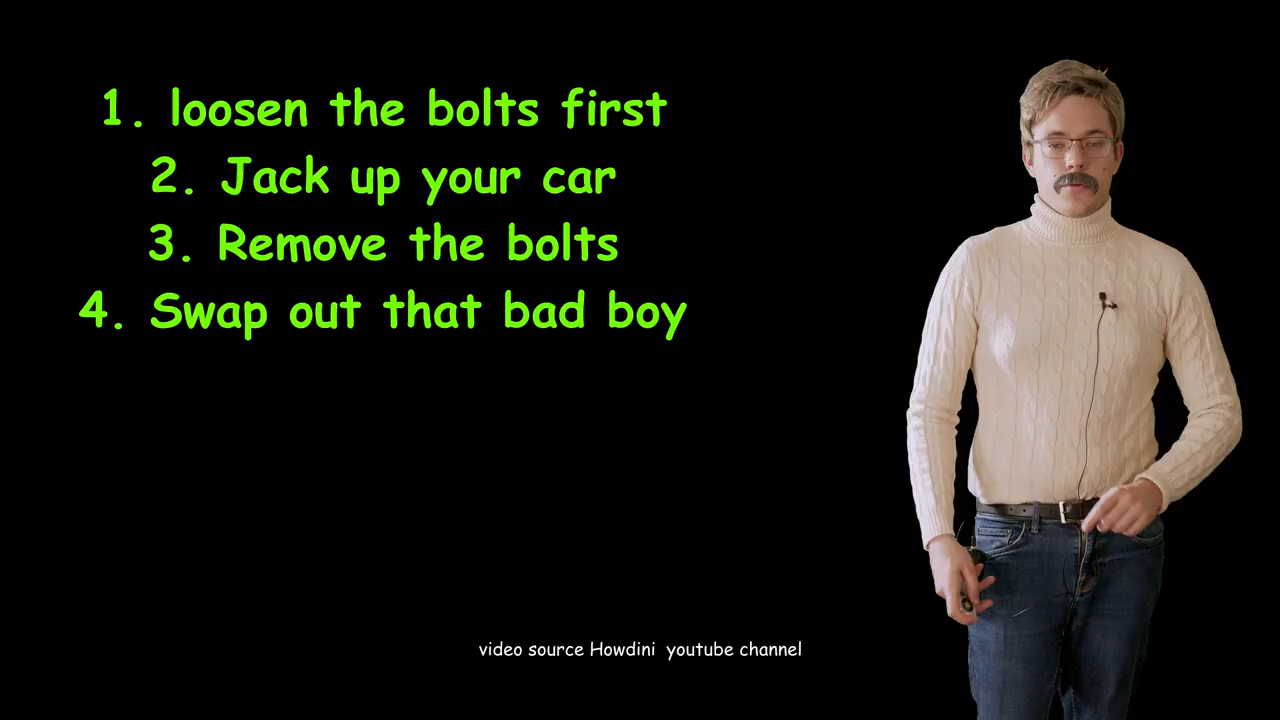 1. loosen the bolts first
2. Jack up your car
3. Remove the bolts
4. Swap out that bad boy
video source Howdini youtube channel